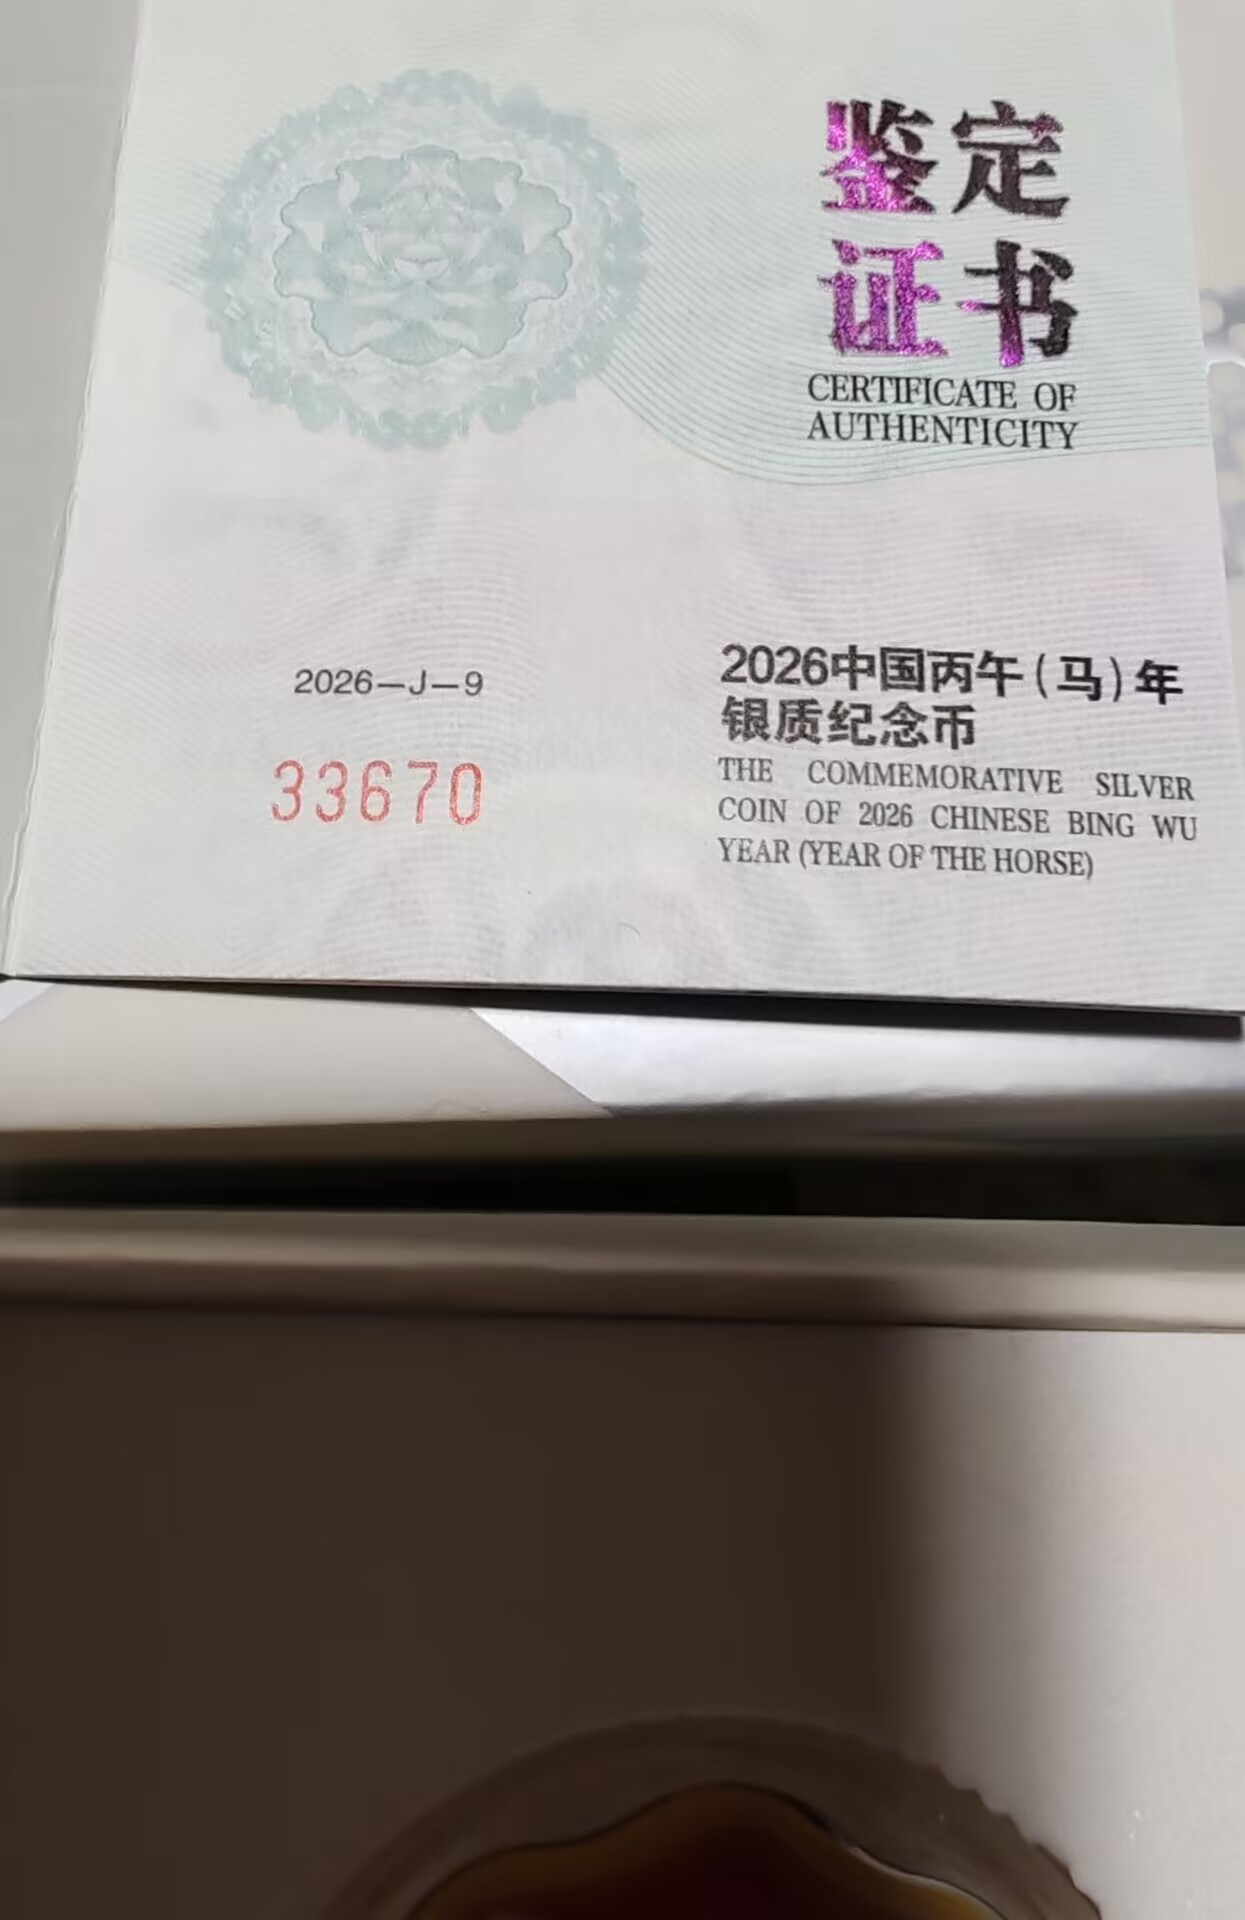 鉴定
证书
CERTIFICATE OF
AUTHENTICITY
2026—J—9
33670
2026中国丙午(马)年
银质纪念币
THE COMMEMORATIVE SILVER
COIN OF 2026 CHINESE BING WU
YEAR (YEAR OF THE HORSE)